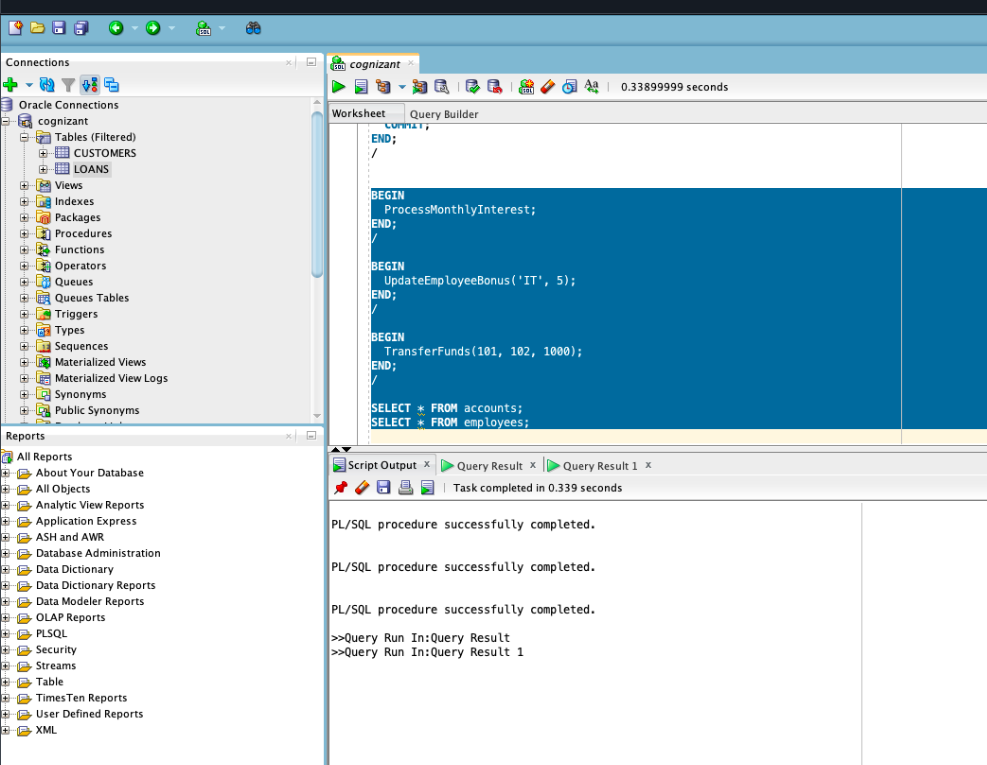 Connections
Oracle Connections
cognizant
Tables (Filtered)
CUSTOMERS
LOANS
Views
Indexes
Packages
Procedures
Functions
Operators
Queues
Queues Tables
Triggers
Types
Sequences
Materialized Views
Materialized View Logs
Synonyms
Public Synonyms
Reports
All Reports
About Your Database
All Objects
Analytic View Reports
Application Express
ASH and AWR
Database Administration
Data Dictionary
Data Dictionary Reports
Data Modeler Reports
OLAP Reports
PLSQL
Security
Streams
Table
TimesTen Reports
User Defined Reports
XML
cognizant
0.33899999 seconds
Worksheet Query Builder
COMMIT;
END;
/
BEGIN
ProcessMonthlyInterest;
END;
/
BEGIN
UpdateEmployeeBonus('IT', 5);
END;
/
BEGIN
TransferFunds(101, 102, 1000);
END;
/
SELECT * FROM accounts;
SELECT * FROM employees;
Script Output x Query Result x Query Result 1 x
Task completed in 0.339 seconds
PL/SQL procedure successfully completed.
PL/SQL procedure successfully completed.
PL/SQL procedure successfully completed.
>>Query Run In:Query Result
>>Query Run In:Query Result 1